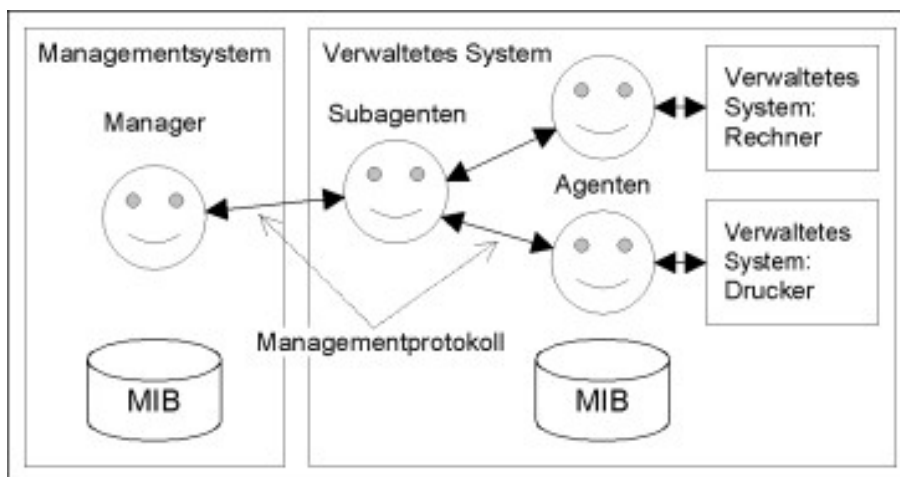 Managementsystem
Verwaltetes System
Manager
Subagenten
Agenten
Verwaltetes
System:
Rechner
Verwaltetes
System:
Drucker
Managementprotokoll
MIB
MIB